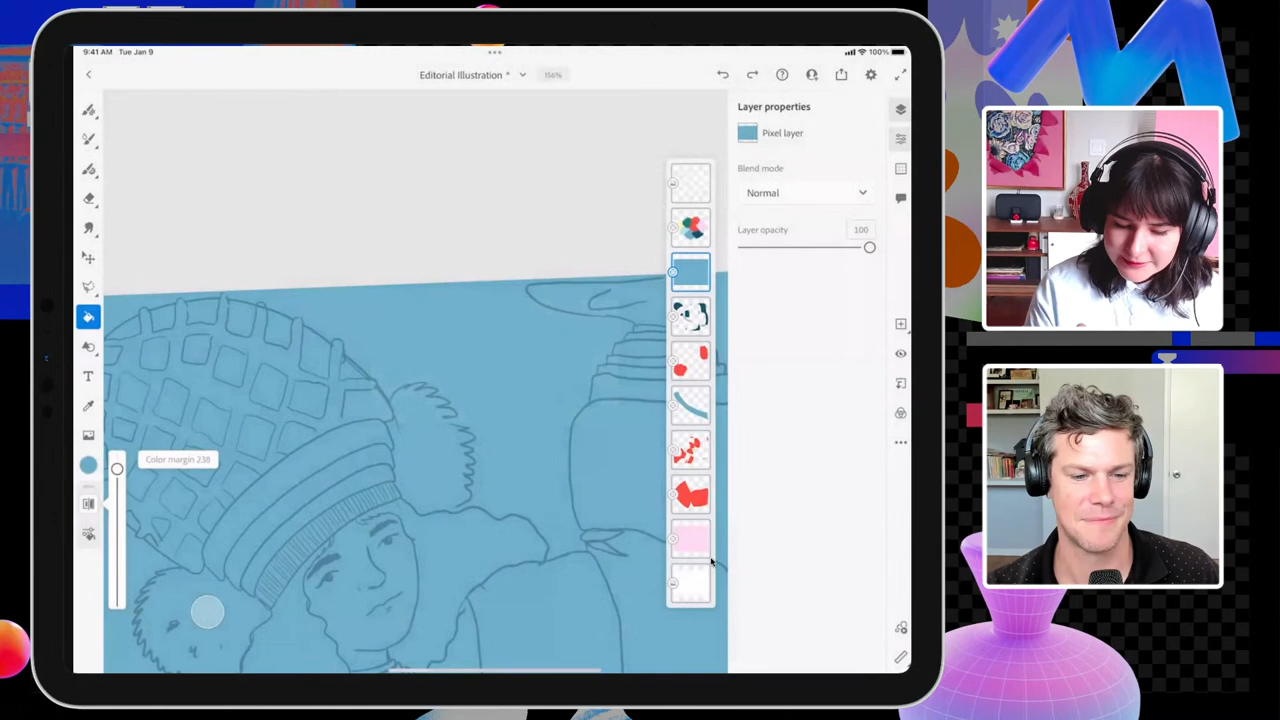 9:41 AM Tue Jan 9
100%
Editorial Illustration *
156%
Layer properties
Pixel layer
Blend mode
Normal
Layer opacity
100
T
Color margin 238